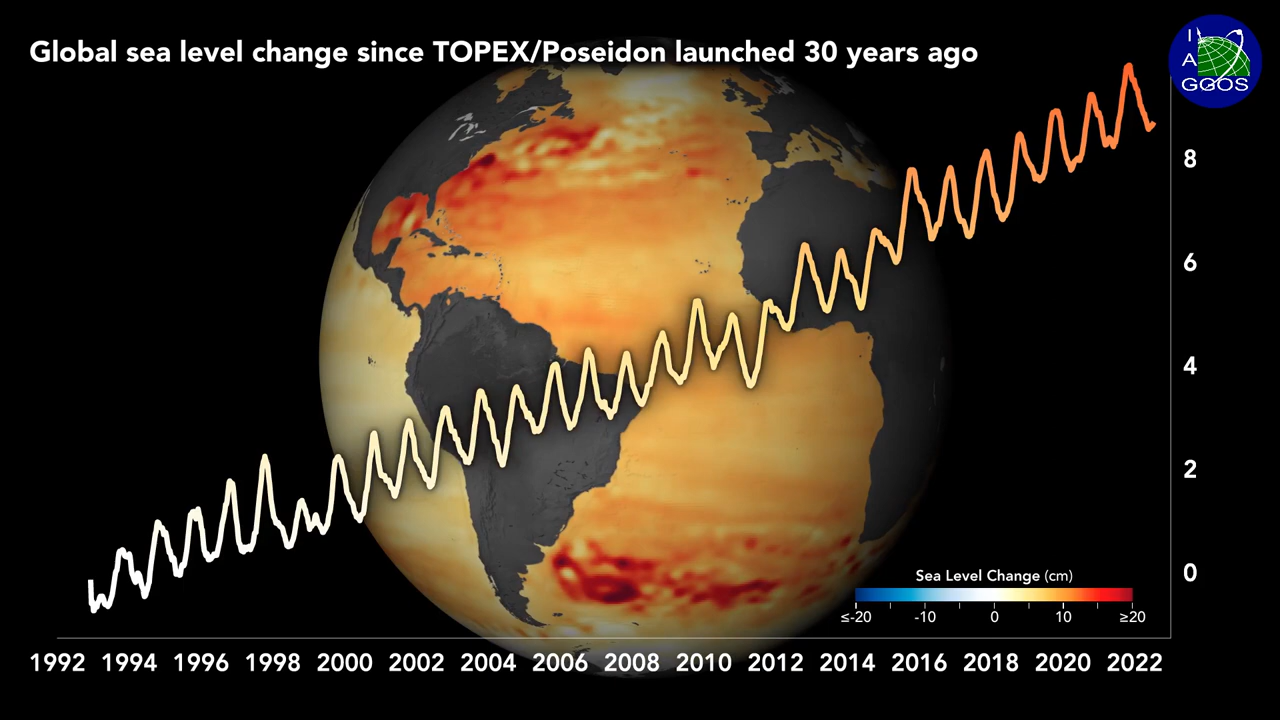 Global sea level change since TOPEX/Poseidon launched 30 years ago
I
A
GGOS
8
6
4
2
0
Sea Level Change (cm)
≤-20 -10 0 10 ≥20
1992 1994 1996 1998 2000 2002 2004 2006 2008 2010 2012 2014 2016 2018 2020 2022